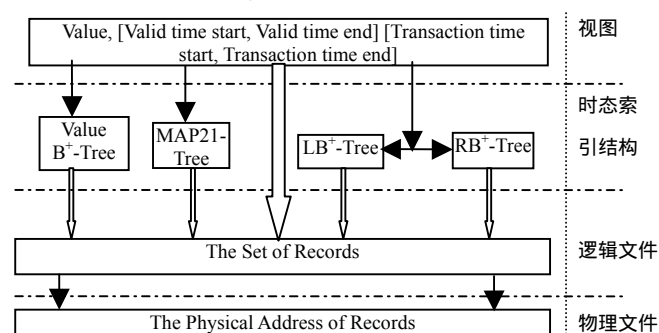 Value, [Valid time start, Valid time end] [Transaction time
start, Transaction time end]
视图
时态索
引结构
Value
B+-Tree
MAP21-
Tree
LB+-Tree
RB+-Tree
The Set of Records
逻辑文件
The Physical Address of Records
物理文件